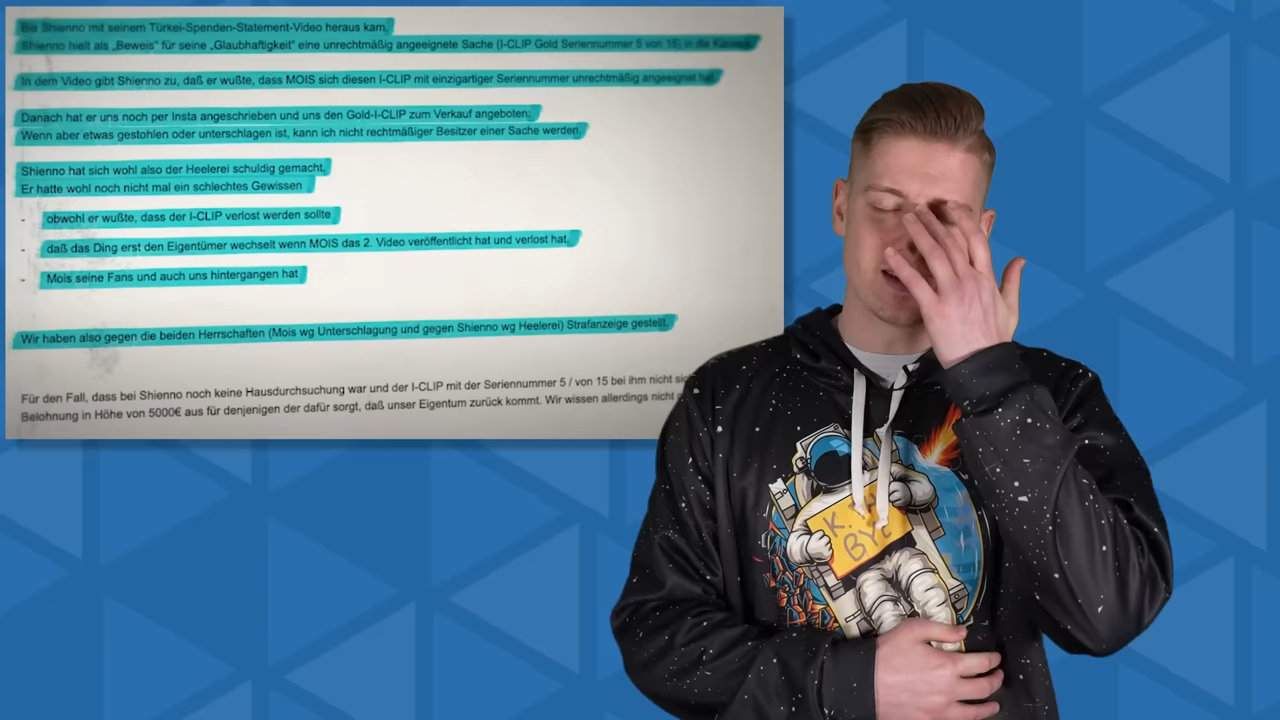 Bis Shienno mit seinem Türkei-Spenden-Statement-Video heraus kam.
Shienno hielt als „Beweis" für seine „Glaubhaftigkeit" eine unrechtmäßig angeeignete Sache (I-CLIP Gold Seriennummer 5 von 15) in die Kamera.
In dem Video gibt Shienno zu, daß er wußte, dass MOIS sich diesen I-CLIP mit einzigartiger Seriennummer unrechtmäßig angeeignet hat.
Danach hat er uns noch per Insta angeschrieben und uns den Gold-I-CLIP zum Verkauf angeboten:
Wenn aber etwas gestohlen oder unterschlagen ist, kann ich nicht rechtmäßiger Besitzer einer Sache werden.
Shienno hat sich wohl also der Heelerei schuldig gemacht.
Er hatte wohl noch nicht mal ein schlechtes Gewissen
- obwohl er wußte, dass der I-CLIP verlost werden sollte
- daß das Ding erst den Eigentümer wechselt wenn MOIS das 2. Video veröffentlicht hat und verlost hat.
- Mois seine Fans und auch uns hintergangen hat
Wir haben also gegen die beiden Herrschaften (Mois wg Unterschlagung und gegen Shienno wg Heelerei) Strafanzeige gestellt.
Für den Fall, dass bei Shienno noch keine Hausdurchsuchung war und der I-CLIP mit der Seriennummer 5 / von 15 bei ihm nicht
Belohnung in Höhe von 5000€ aus für denjenigen der dafür sorgt, daß unser Eigentum zurück kommt. Wir wissen allerdings nicht
K.
BYE